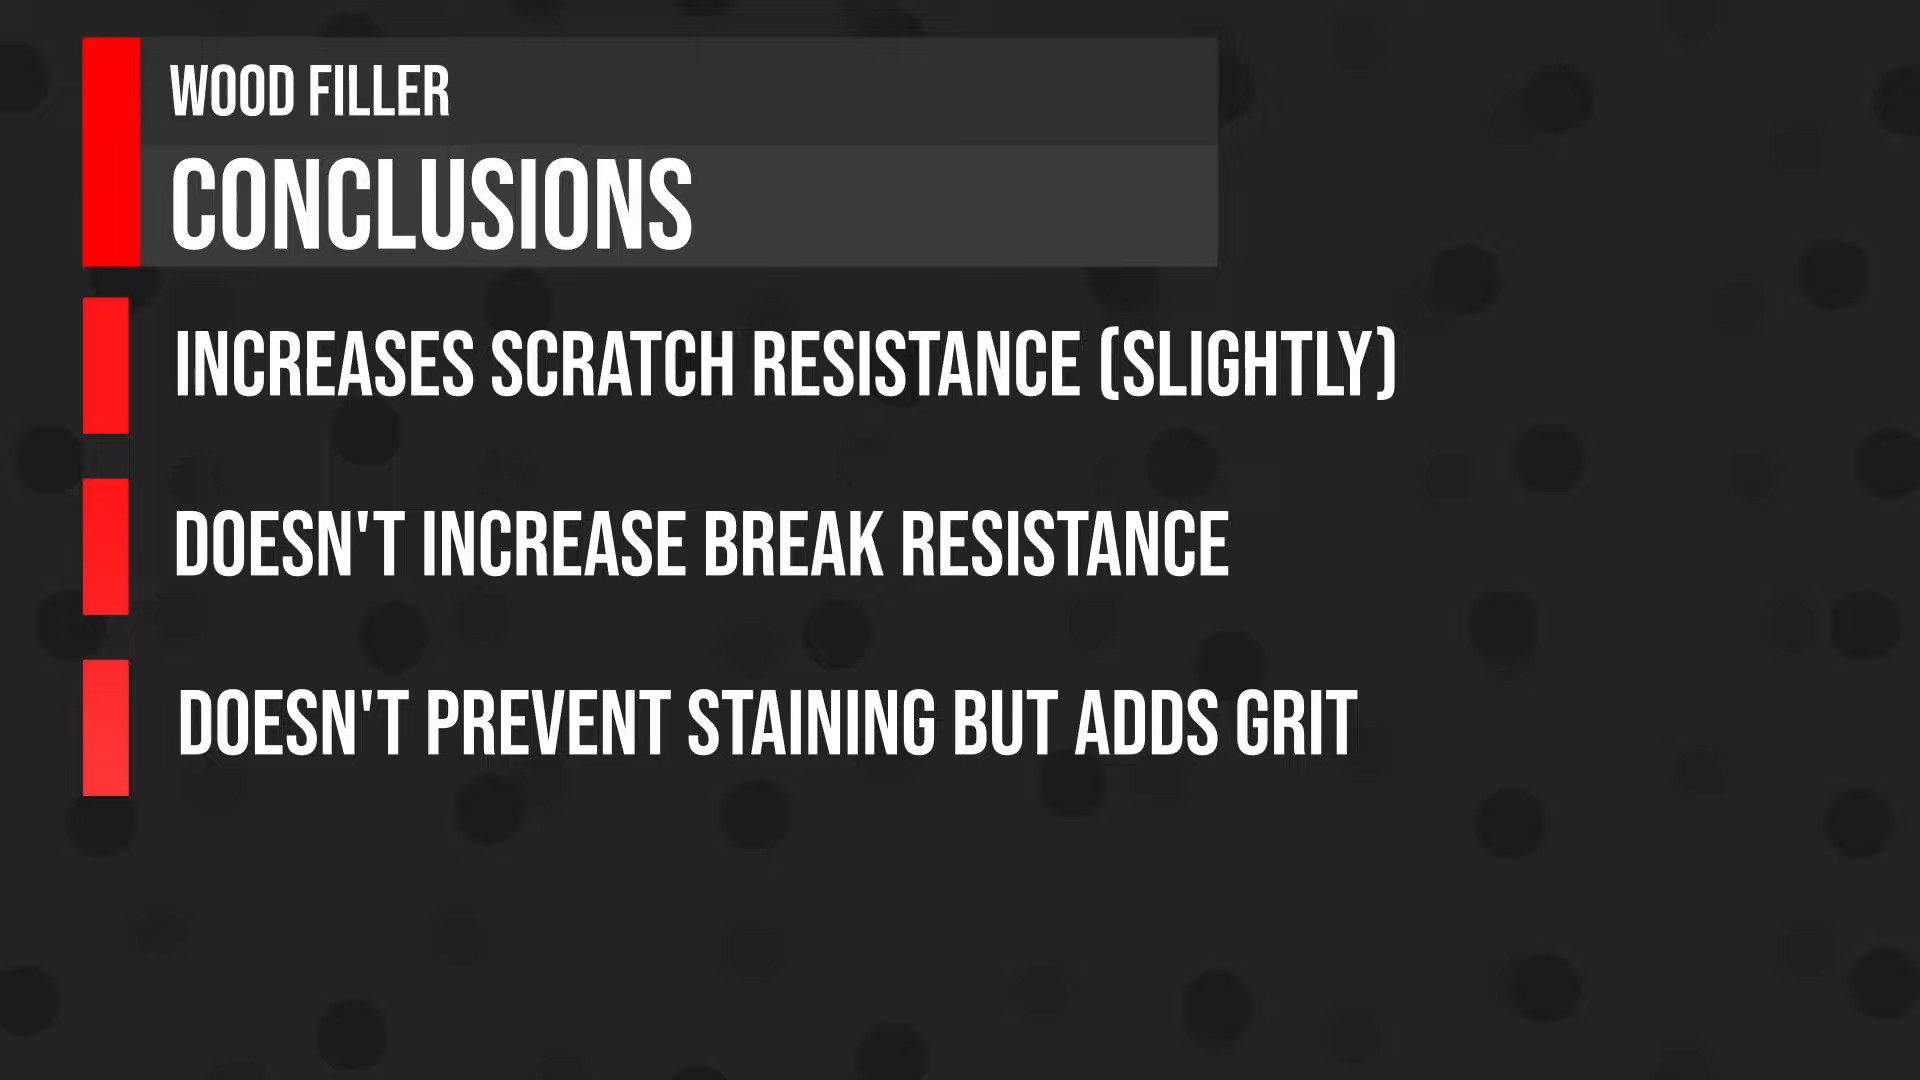 WOOD FILLER
CONCLUSIONS
INCREASES SCRATCH RESISTANCE (SLIGHTLY)
DOESN'T INCREASE BREAK RESISTANCE
DOESN'T PREVENT STAINING BUT ADDS GRIT